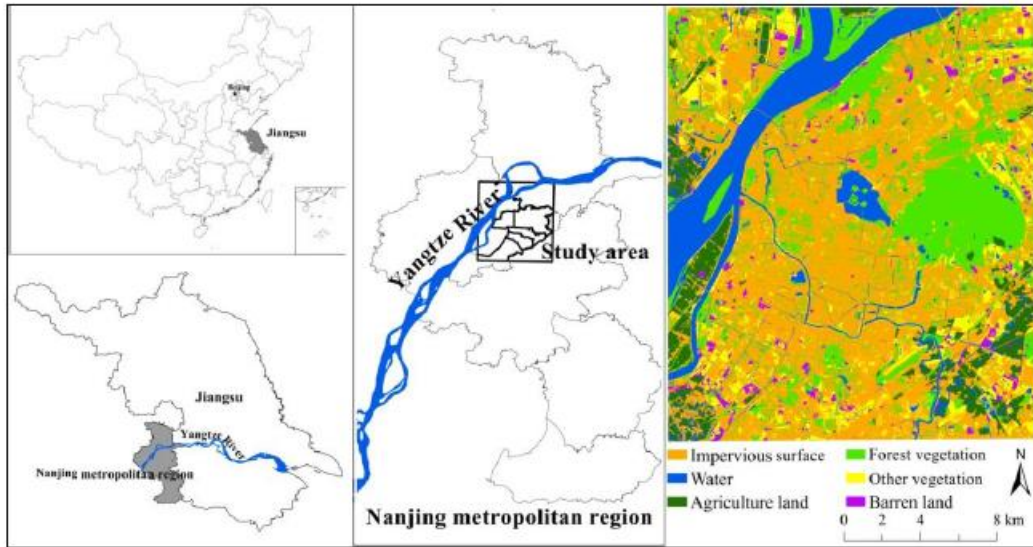 Beijing
Jiangsu
Jiangsu
Yangtze River
Nanjing metropolitan region
Yangtze River
Study area
Nanjing metropolitan region
Impervious surface
Water
Agriculture land
Forest vegetation
Other vegetation
Barren land
N
0 2 4 8 km